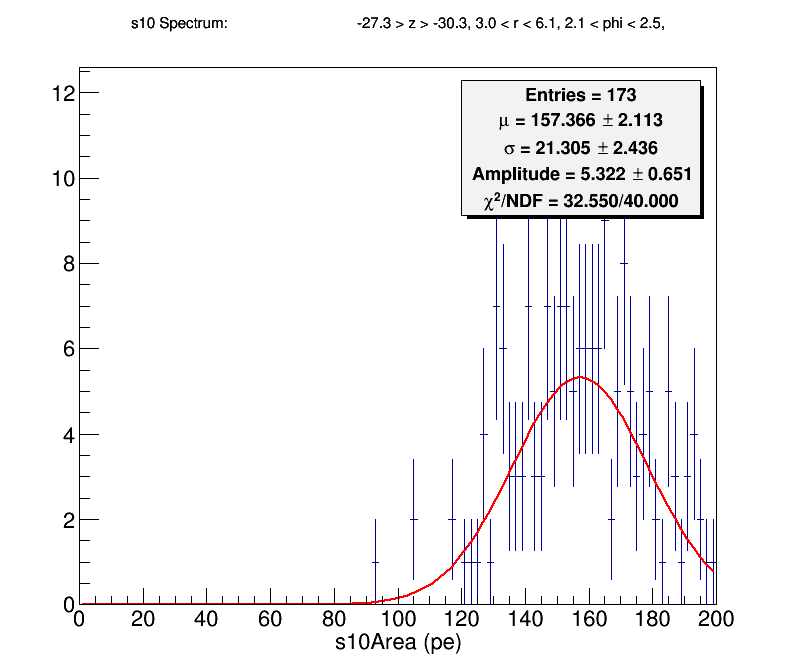 s10 Spectrum: -27.3 > z > -30.3, 3.0 < r < 6.1, 2.1 < phi < 2.5,
Entries = 173
μ = 157.366 ± 2.113
σ = 21.305 ± 2.436
Amplitude = 5.322 ± 0.651
χ²/NDF = 32.550/40.000
12
10
8
6
4
2
0
0 20 40 60 80 100 120 140 160 180 200
s10Area (pe)